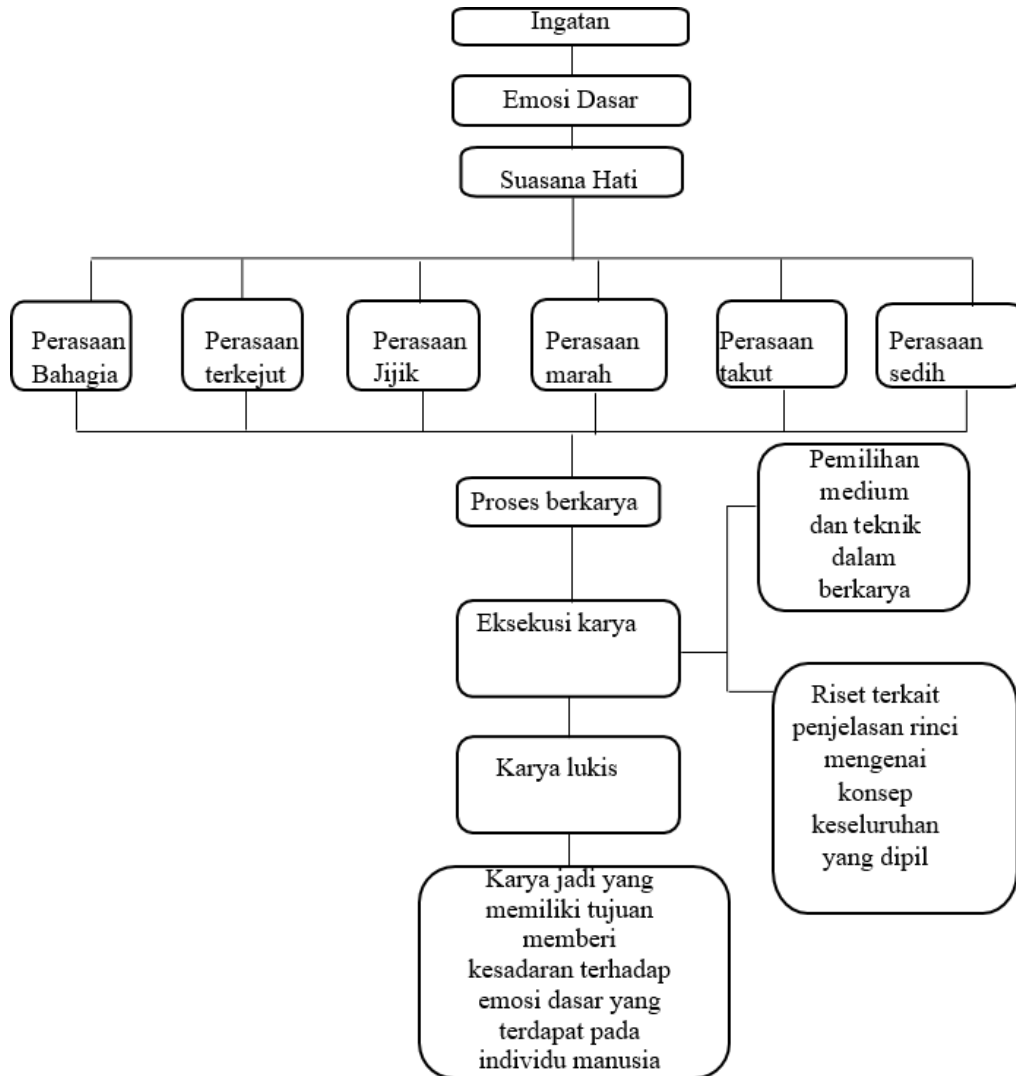 Ingatan
Emosi Dasar
Suasana Hati
Perasaan
Bahagia
Perasaan
terkejut
Perasaan
Jijik
Perasaan
marah
Perasaan
takut
Perasaan
sedih
Proses berkarya
Pemilihan
medium
dan teknik
dalam
berkarya
Eksekusi karya
Riset terkait
penjelasan rinci
mengenai
konsep
keseluruhan
yang dipil
Karya lukis
Karya jadi yang
memiliki tujuan
memberi
kesadaran terhadap
emosi dasar yang
terdapat pada
individu manusia